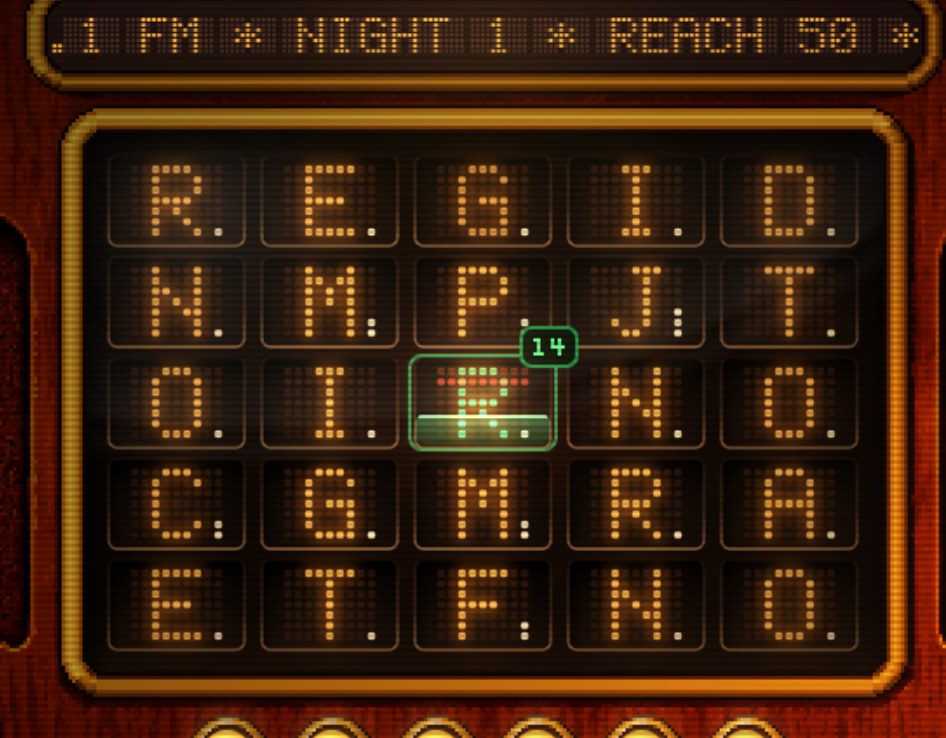 .1 FM * NIGHT 1 * REACH 50 *
R E G I D
N M P J T
14
O I R N O
C G M R A
E T F N O